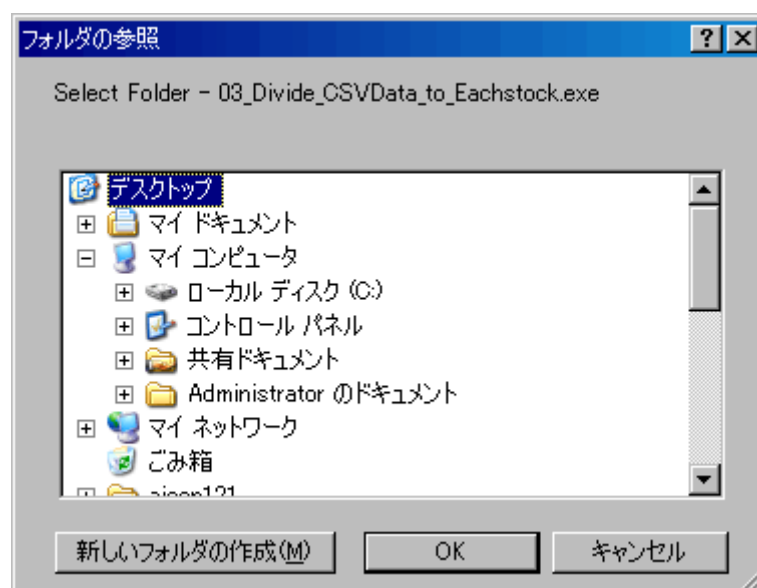 フォルダの参照
Select Folder - 03_Divide_CSVData_to_Eachstock.exe
デスクトップ
マイ ドキュメント
マイ コンピュータ
ローカル ディスク (C:)
コントロール パネル
共有ドキュメント
Administrator のドキュメント
マイ ネットワーク
ごみ箱
新しいフォルダの作成(M)
OK
キャンセル